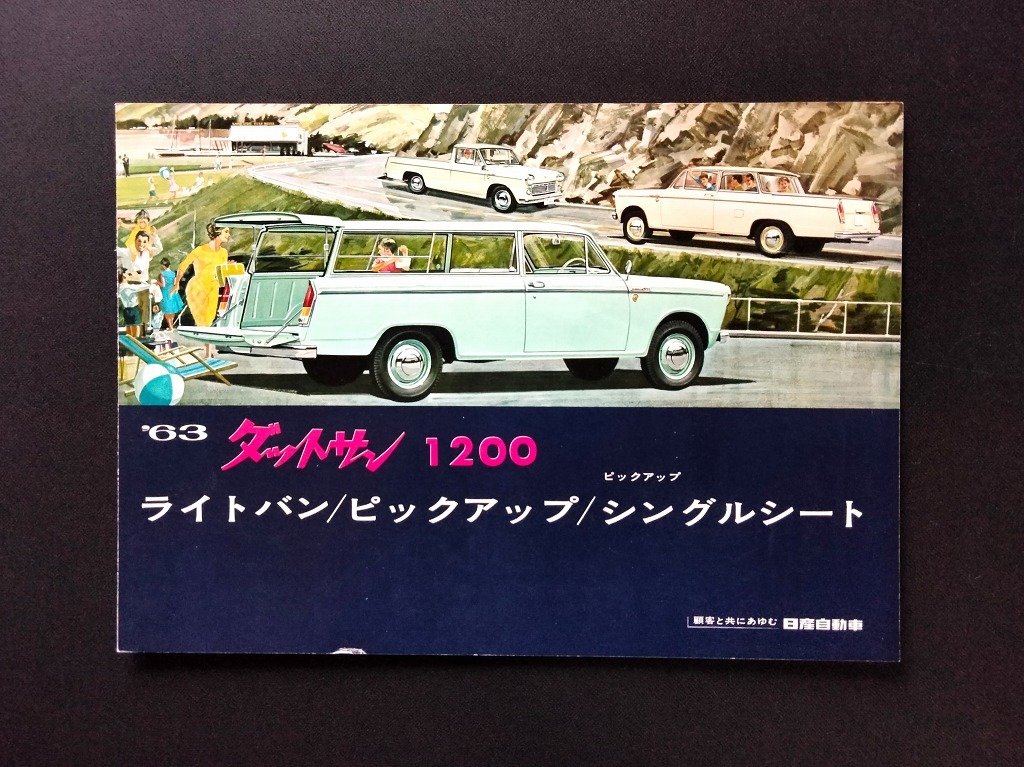 '63 ダットサン 1200
ピックアップ
ライトバン/ピックアップ/シングルシート
顧客と共にあゆむ 日産自動車